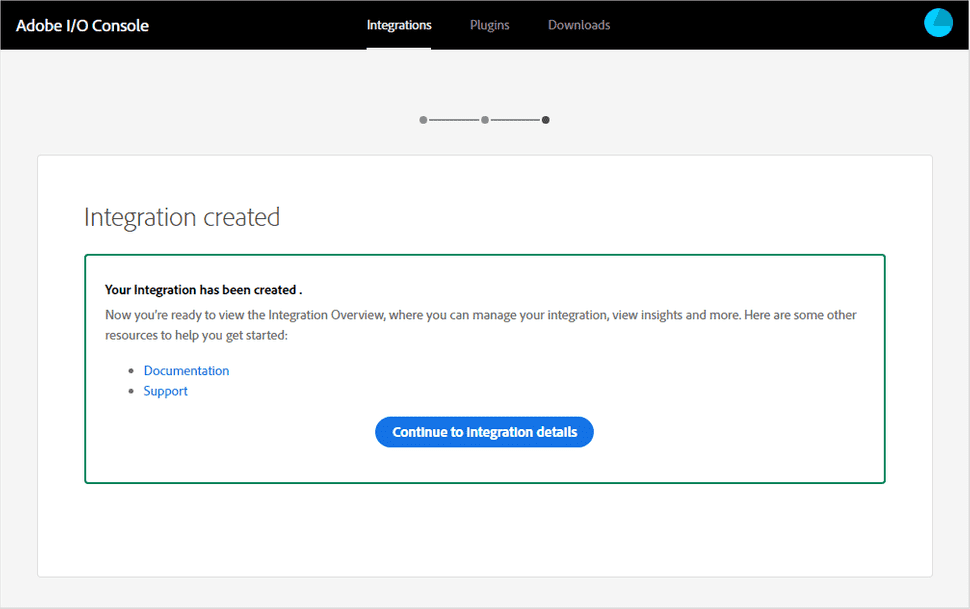 Adobe I/O Console
Integrations
Plugins
Downloads
Integration created
Your Integration has been created .
Now you're ready to view the Integration Overview, where you can manage your integration, view insights and more. Here are some other
resources to help you get started:
Documentation
Support
Continue to integration details